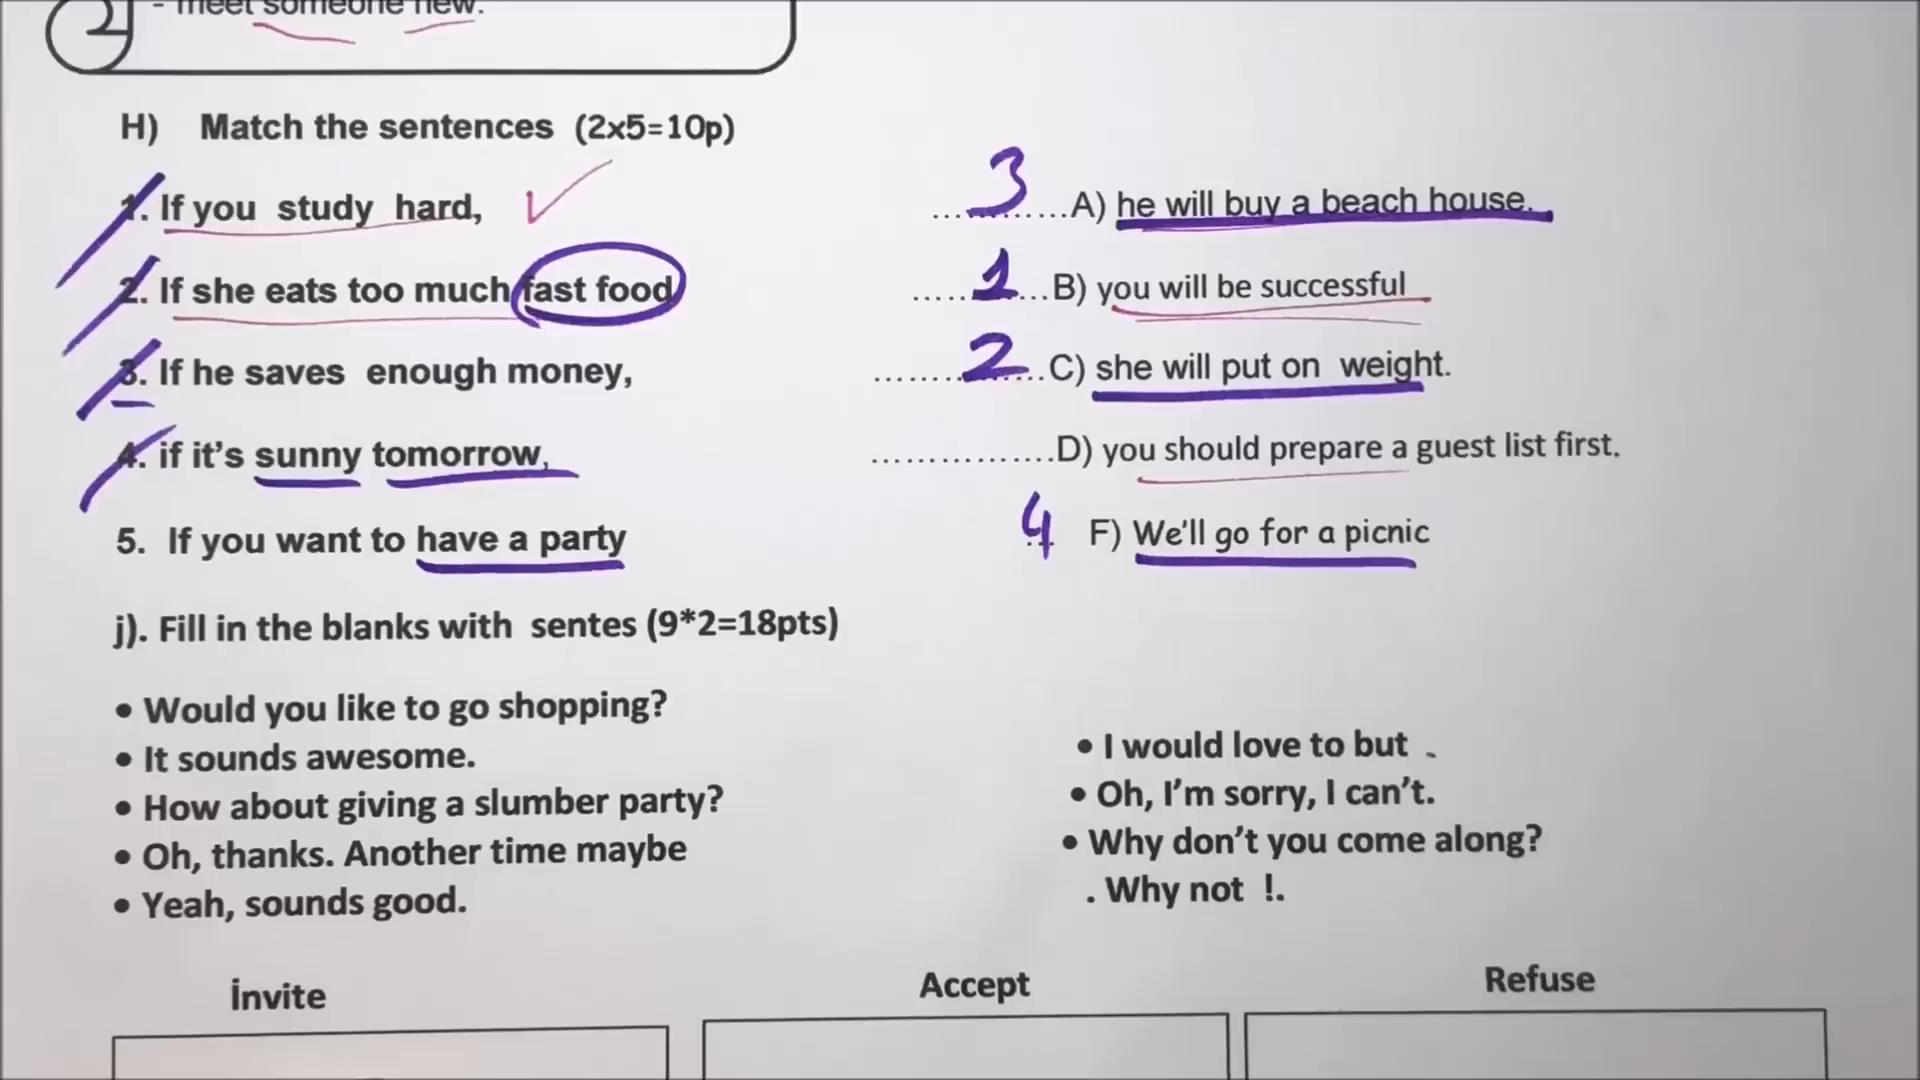 - meet someone new.
H) Match the sentences (2x5=10p)
1. If you study hard,
3 ..............A) he will buy a beach house.
2. If she eats too much fast food
1 ..............B) you will be successful
3. If he saves enough money,
2 ..................C) she will put on weight.
4. if it's sunny tomorrow,
..................D) you should prepare a guest list first.
5. If you want to have a party
4 F) We'll go for a picnic
j). Fill in the blanks with sentes (9*2=18pts)
• Would you like to go shopping?
• It sounds awesome.
• How about giving a slumber party?
• Oh, thanks. Another time maybe
• Yeah, sounds good.
• I would love to but .
• Oh, I'm sorry, I can't.
• Why don't you come along?
. Why not !.
İnvite Accept Refuse